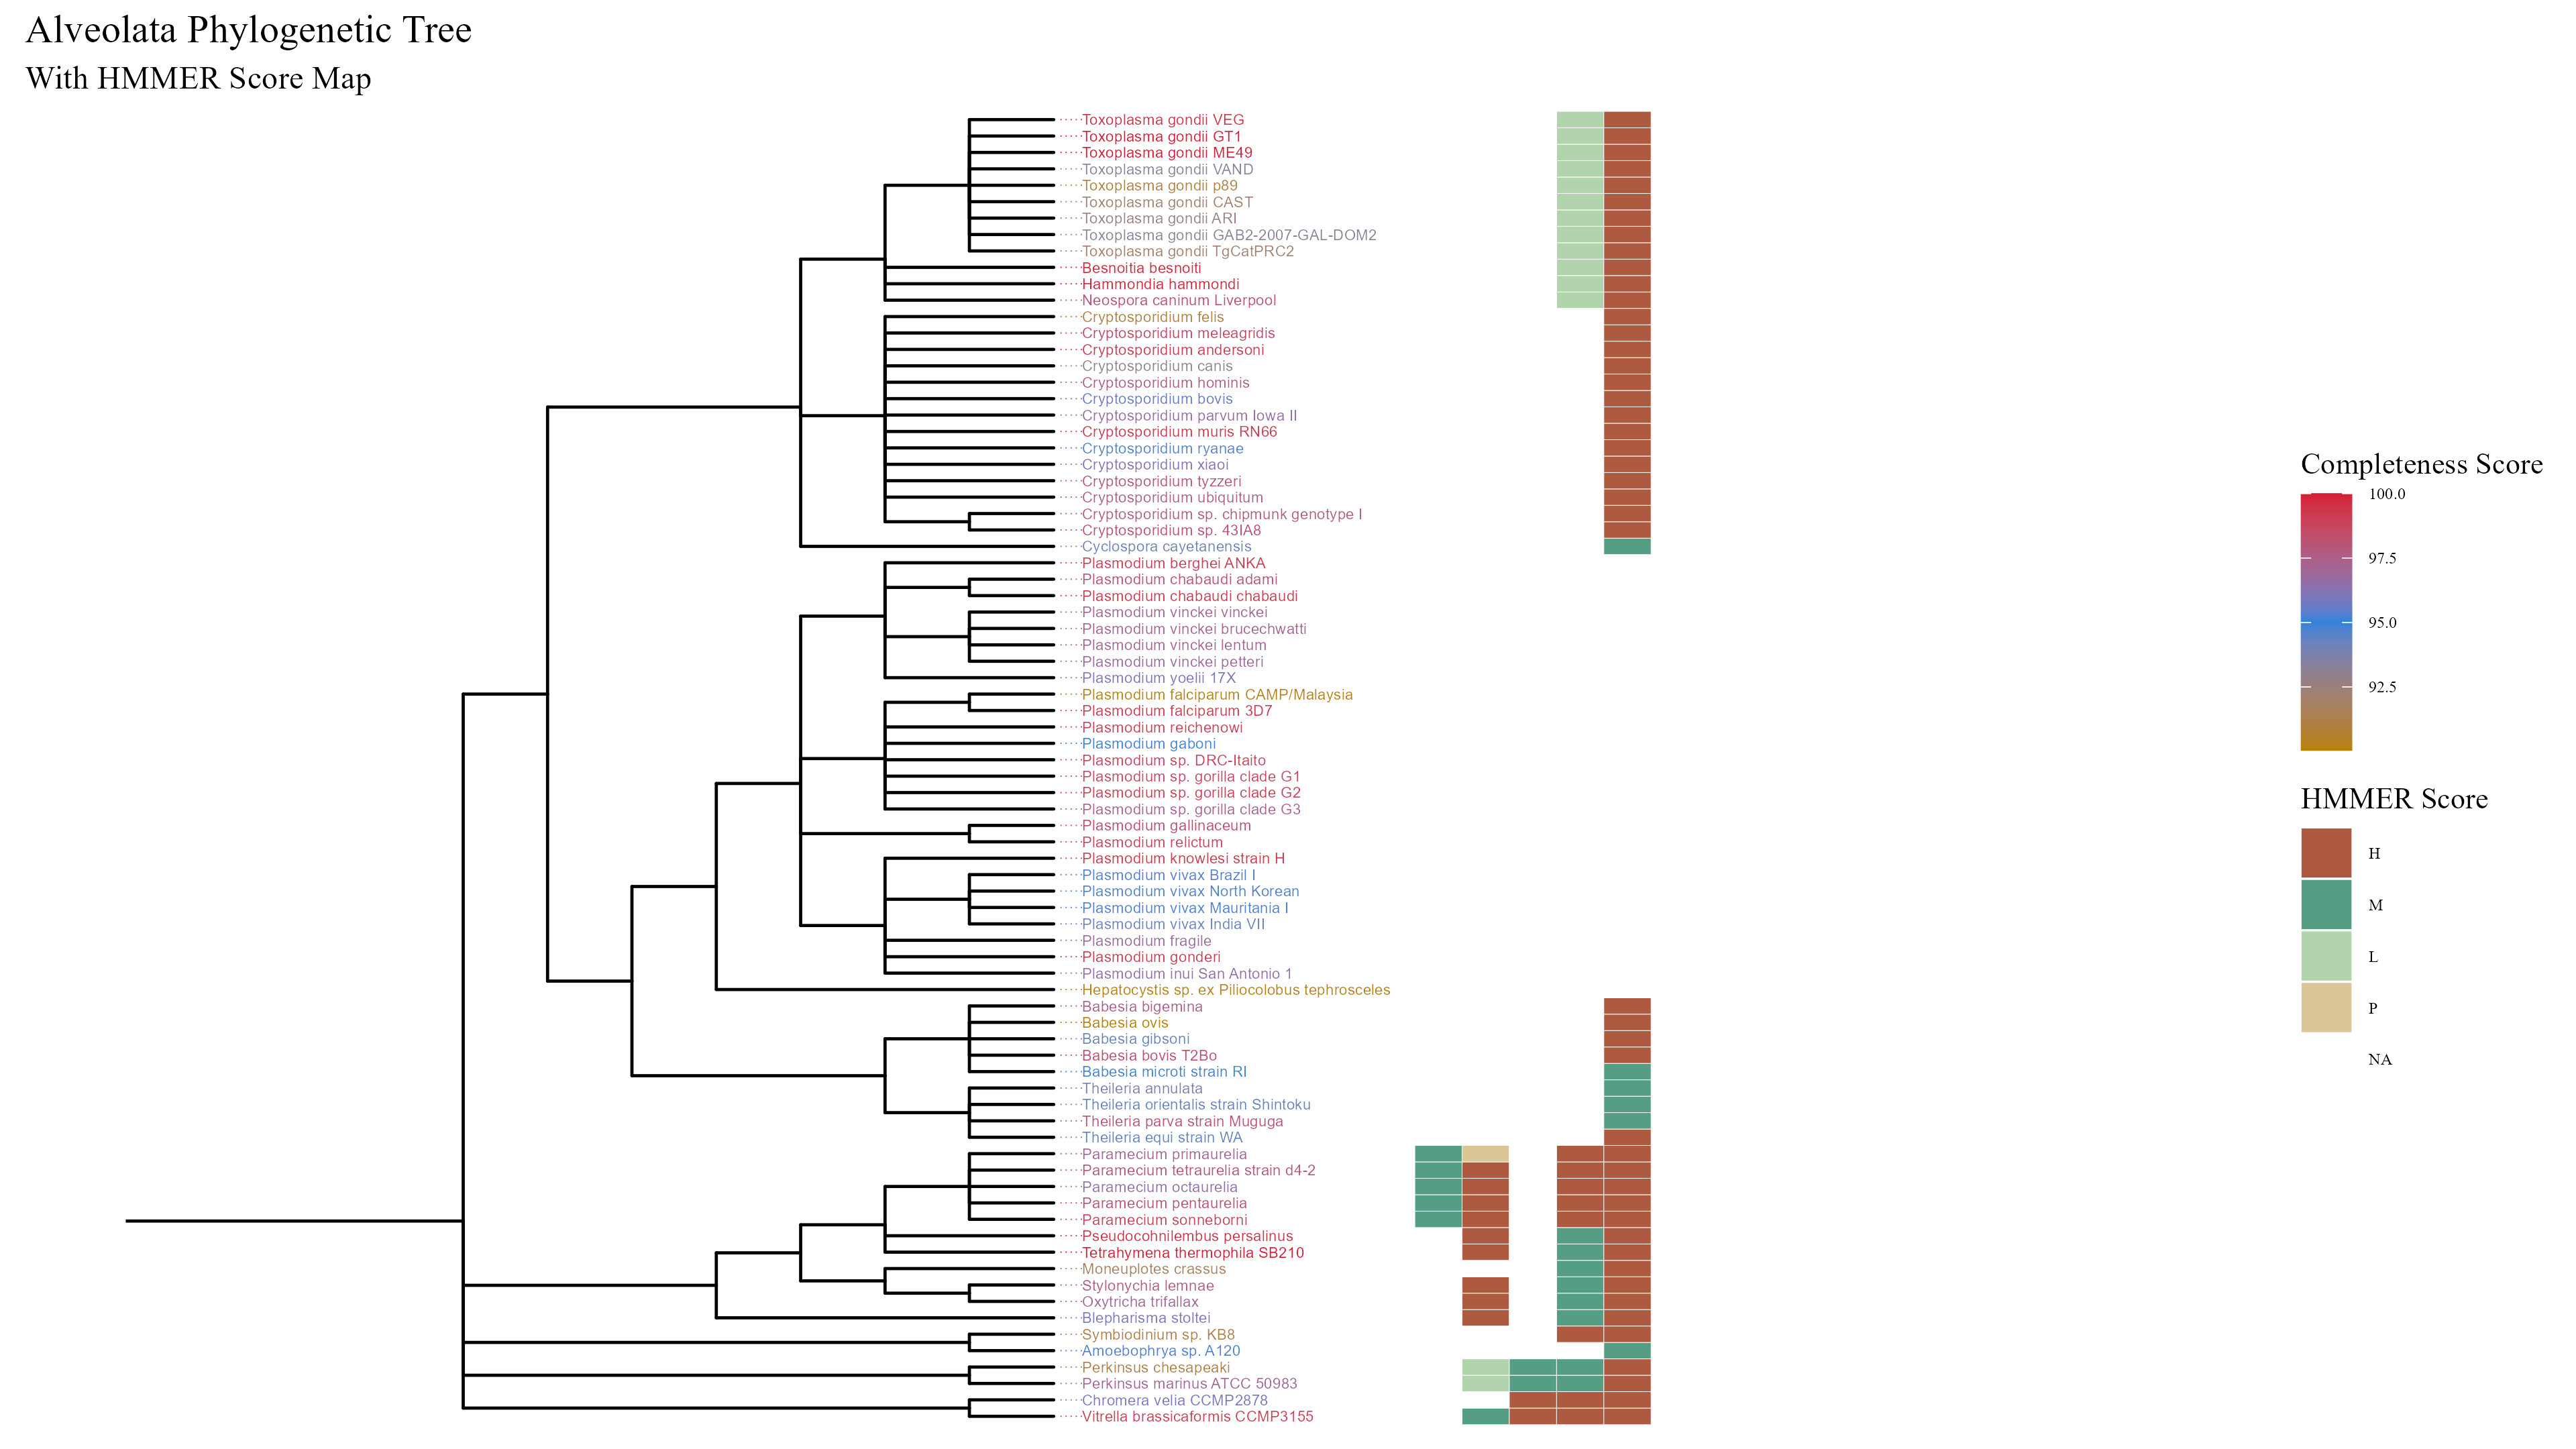 Alveolata Phylogenetic Tree
With HMMER Score Map
Toxoplasma gondii VEG
Toxoplasma gondii GT1
Toxoplasma gondii ME49
Toxoplasma gondii VAND
Toxoplasma gondii p89
Toxoplasma gondii CAST
Toxoplasma gondii ARI
Toxoplasma gondii GAB2-2007-GAL-DOM2
Toxoplasma gondii TgCatPRC2
Besnoitia besnoiti
Hammondia hammondi
Neospora caninum Liverpool
Cryptosporidium felis
Cryptosporidium meleagridis
Cryptosporidium andersoni
Cryptosporidium canis
Cryptosporidium hominis
Cryptosporidium bovis
Cryptosporidium parvum Iowa II
Cryptosporidium muris RN66
Cryptosporidium ryanae
Cryptosporidium xiaoi
Cryptosporidium tyzzeri
Cryptosporidium ubiquitum
Cryptosporidium sp. chipmunk genotype I
Cryptosporidium sp. 43IA8
Cyclospora cayetanensis
Plasmodium berghei ANKA
Plasmodium chabaudi adami
Plasmodium chabaudi chabaudi
Plasmodium vinckei vinckei
Plasmodium vinckei brucechwatti
Plasmodium vinckei lentum
Plasmodium vinckei petteri
Plasmodium yoelii 17X
Plasmodium falciparum CAMP/Malaysia
Plasmodium falciparum 3D7
Plasmodium reichenowi
Plasmodium gaboni
Plasmodium sp. DRC-Itaito
Plasmodium sp. gorilla clade G1
Plasmodium sp. gorilla clade G2
Plasmodium sp. gorilla clade G3
Plasmodium gallinaceum
Plasmodium relictum
Plasmodium knowlesi strain H
Plasmodium vivax Brazil I
Plasmodium vivax North Korean
Plasmodium vivax Mauritania I
Plasmodium vivax India VII
Plasmodium fragile
Plasmodium gonderi
Plasmodium inui San Antonio 1
Hepatocystis sp. ex Piliocolobus tephrosceles
Babesia bigemina
Babesia ovis
Babesia gibsoni
Babesia bovis T2Bo
Babesia microti strain RI
Theileria annulata
Theileria orientalis strain Shintoku
Theileria parva strain Muguga
Theileria equi strain WA
Paramecium primaurelia
Paramecium tetraurelia strain d4-2
Paramecium octaurelia
Paramecium pentaurelia
Paramecium sonneborni
Pseudocohnilembus persalinus
Tetrahymena thermophila SB210
Moneuplotes crassus
Stylonychia lemnae
Oxytricha trifallax
Blepharisma stoltei
Symbiodinium sp. KB8
Amoebophrya sp. A120
Perkinsus chesapeaki
Perkinsus marinus ATCC 50983
Chromera velia CCMP2878
Vitrella brassicaformis CCMP3155
Completeness Score
100.0
97.5
95.0
92.5
HMMER Score
H
M
L
P
NA